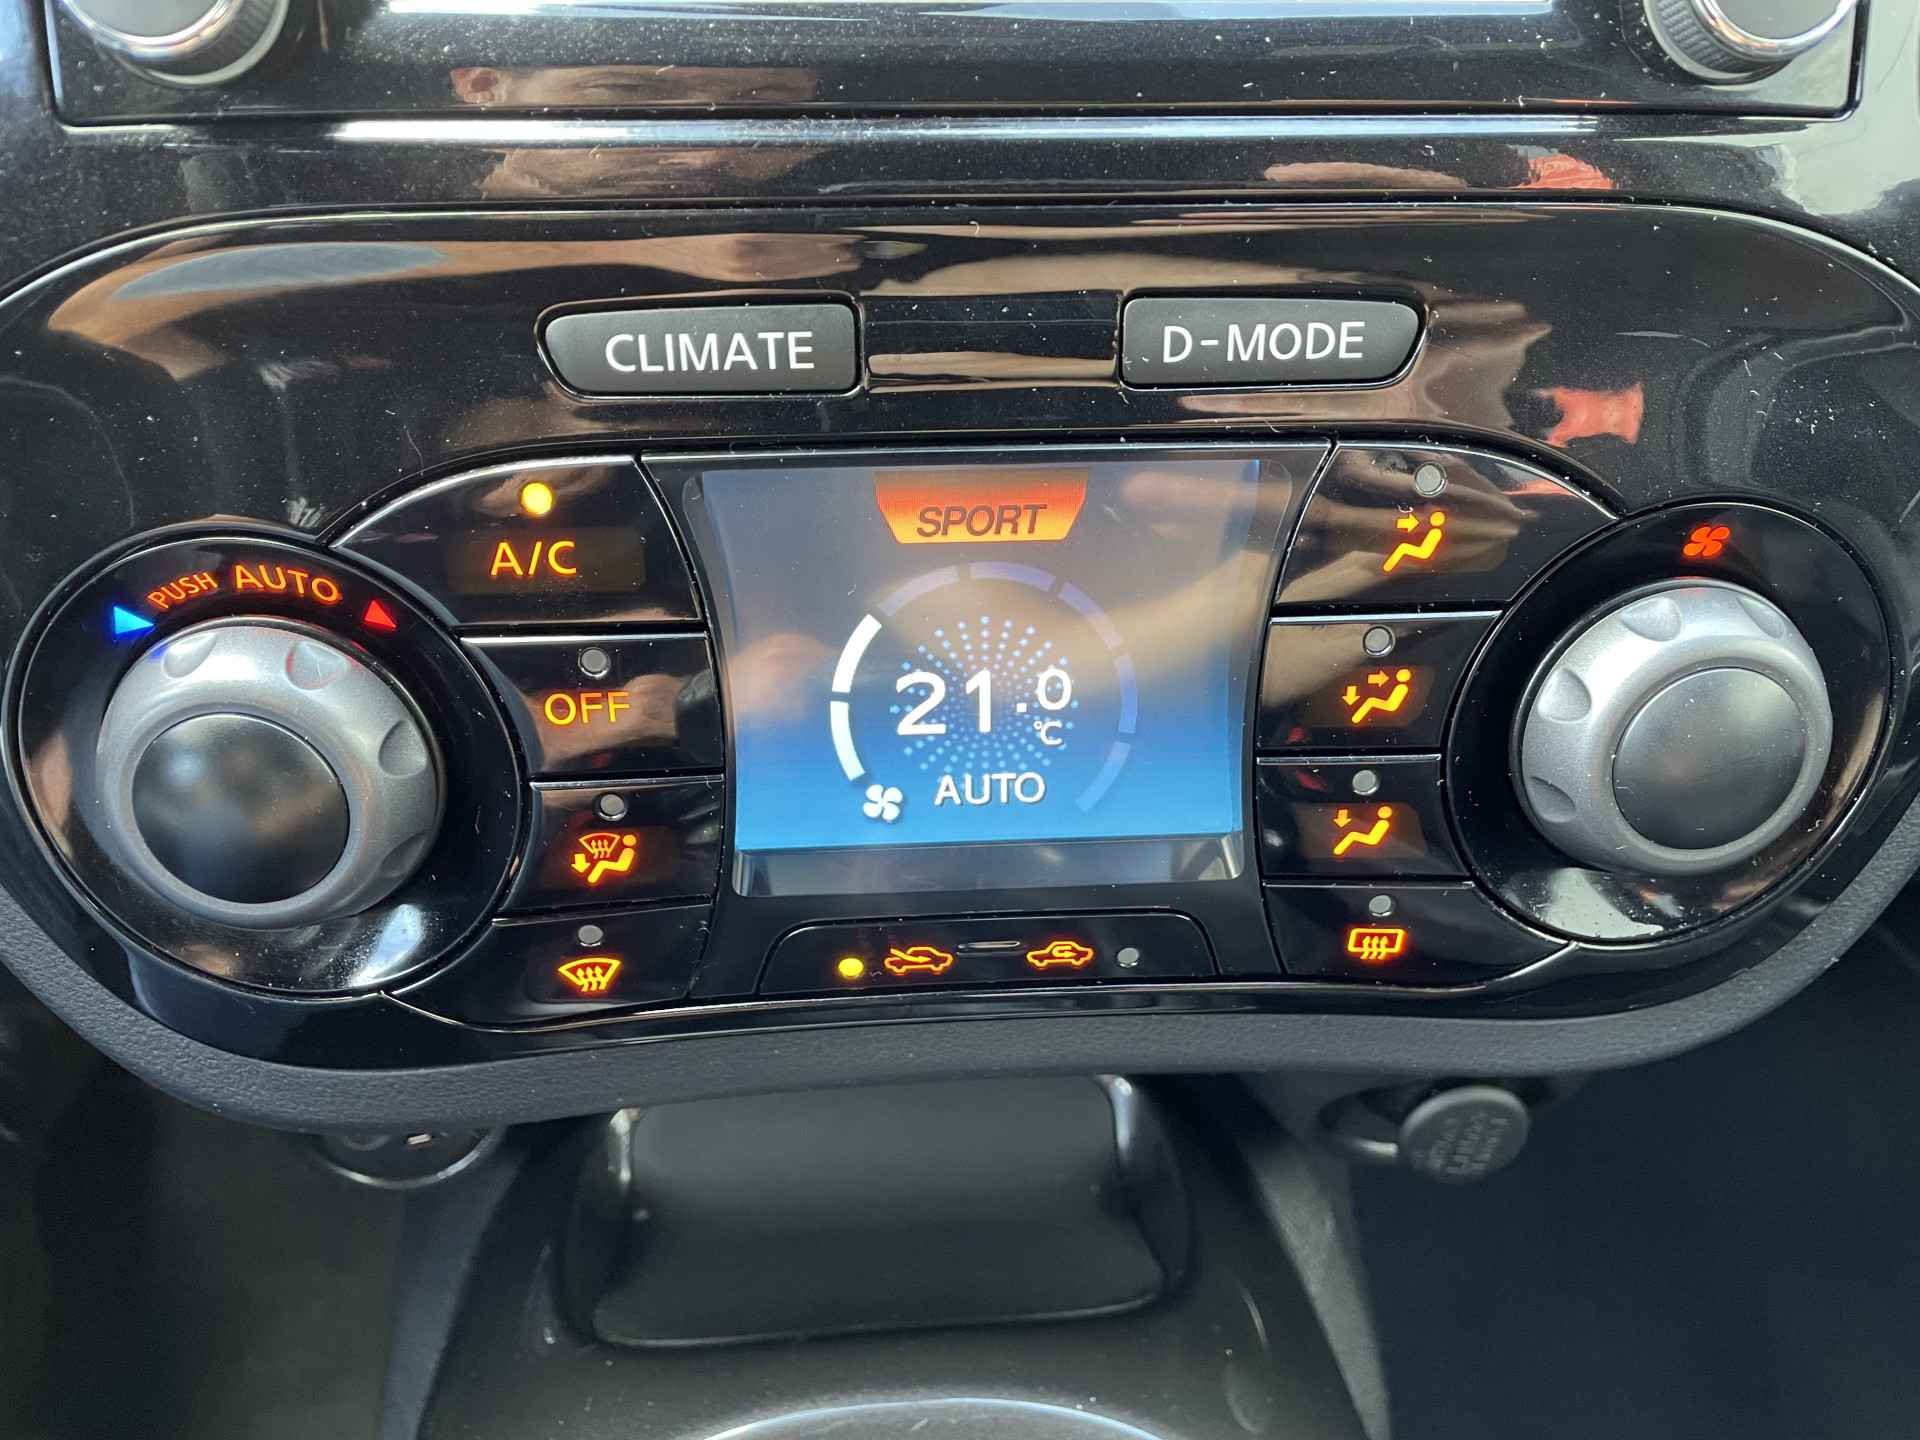 CLIMATE
D-MODE
A/C
SPORT
PUSH AUTO
OFF
21.0
°C
AUTO